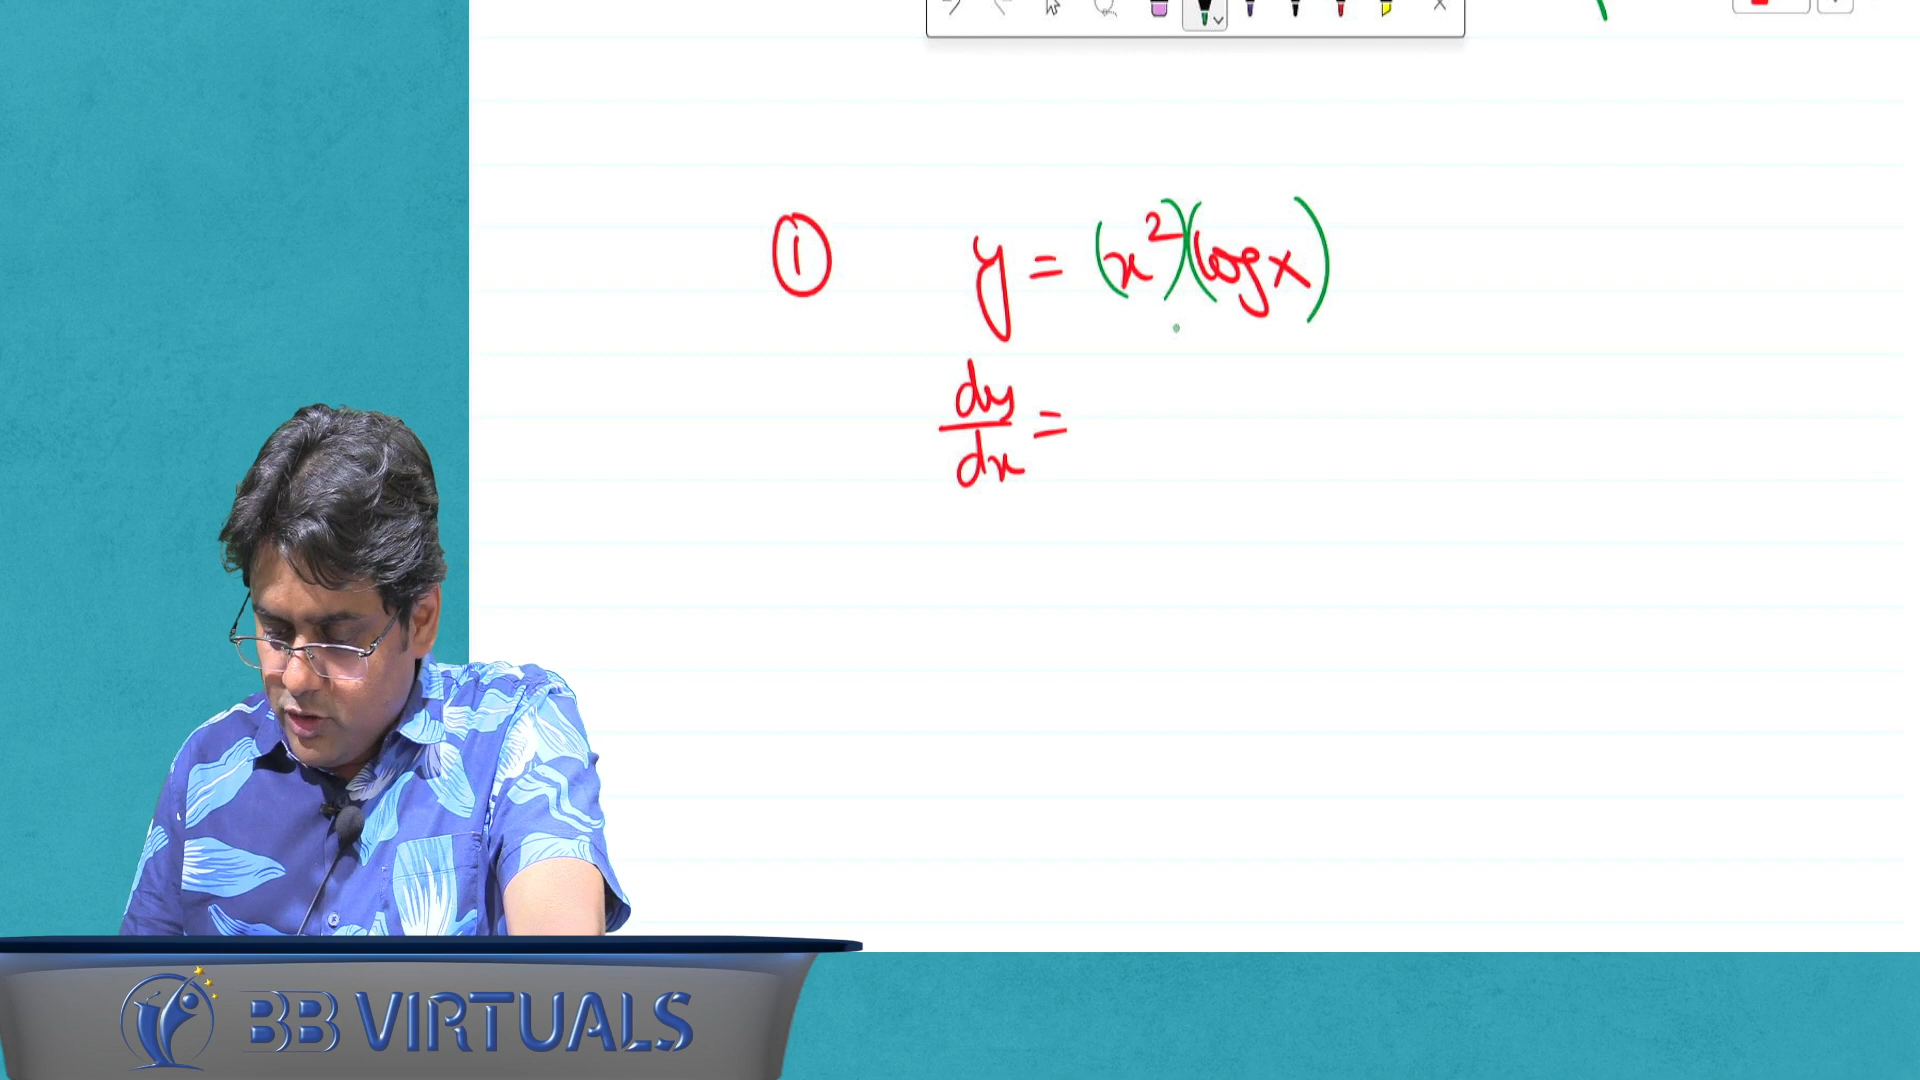 ① y = (x²)(log x)
dy/dx =
BB VIRTUALS